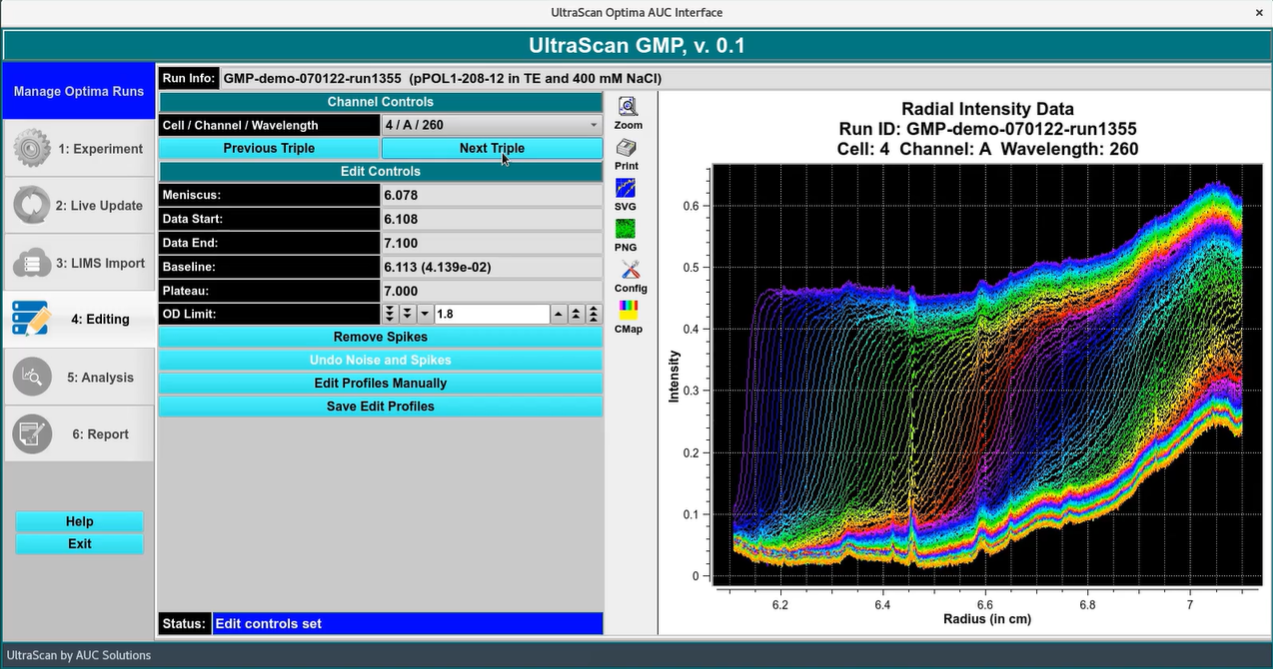 UltraScan Optima AUC Interface
×
UltraScan GMP, v. 0.1
Manage Optima Runs
1: Experiment
2: Live Update
3: LIMS Import
4: Editing
5: Analysis
6: Report
Help
Exit
Run Info: GMP-demo-070122-run1355 (pPOL1-208-12 in TE and 400 mM NaCl)
Channel Controls
Cell / Channel / Wavelength 4 / A / 260
Previous Triple Next Triple
Edit Controls
Meniscus: 6.078
Data Start: 6.108
Data End: 7.100
Baseline: 6.113 (4.139e-02)
Plateau: 7.000
OD Limit: 1.8
Remove Spikes
Undo Noise and Spikes
Edit Profiles Manually
Save Edit Profiles
Status: Edit controls set
Zoom
Print
SVG
PNG
Config
CMap
Radial Intensity Data
Run ID: GMP-demo-070122-run1355
Cell: 4 Channel: A Wavelength: 260
Intensity
0.6
0.5
0.4
0.3
0.2
0.1
0
6.2 6.4 6.6 6.8 7
Radius (in cm)
UltraScan by AUC Solutions